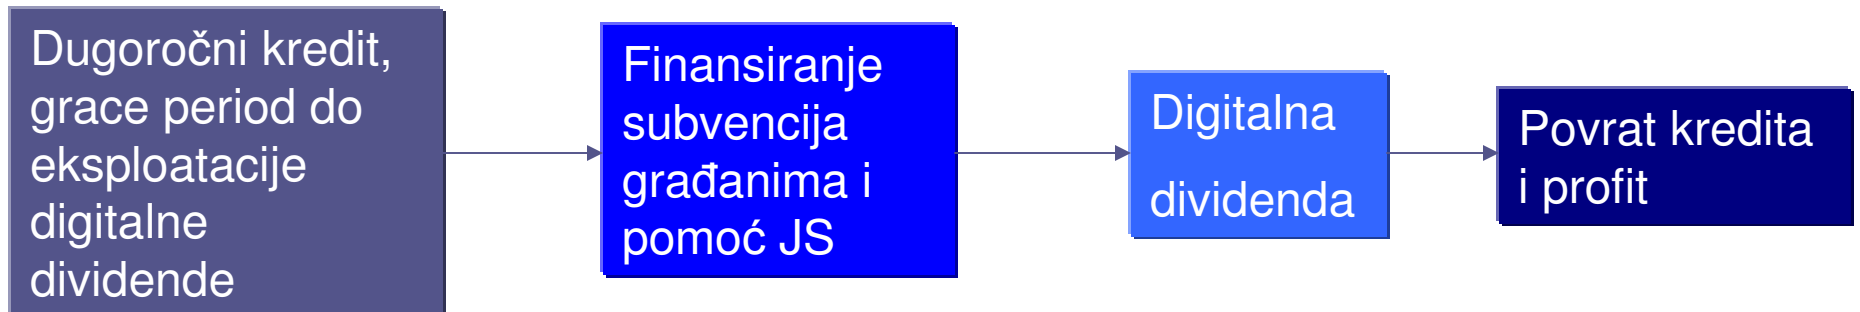 Dugoročni kredit,
grace period do
eksploatacije
digitalne
dividende
Finansiranje
subvencija
građanima i
pomoć JS
Digitalna
dividenda
Povrat kredita
i profit